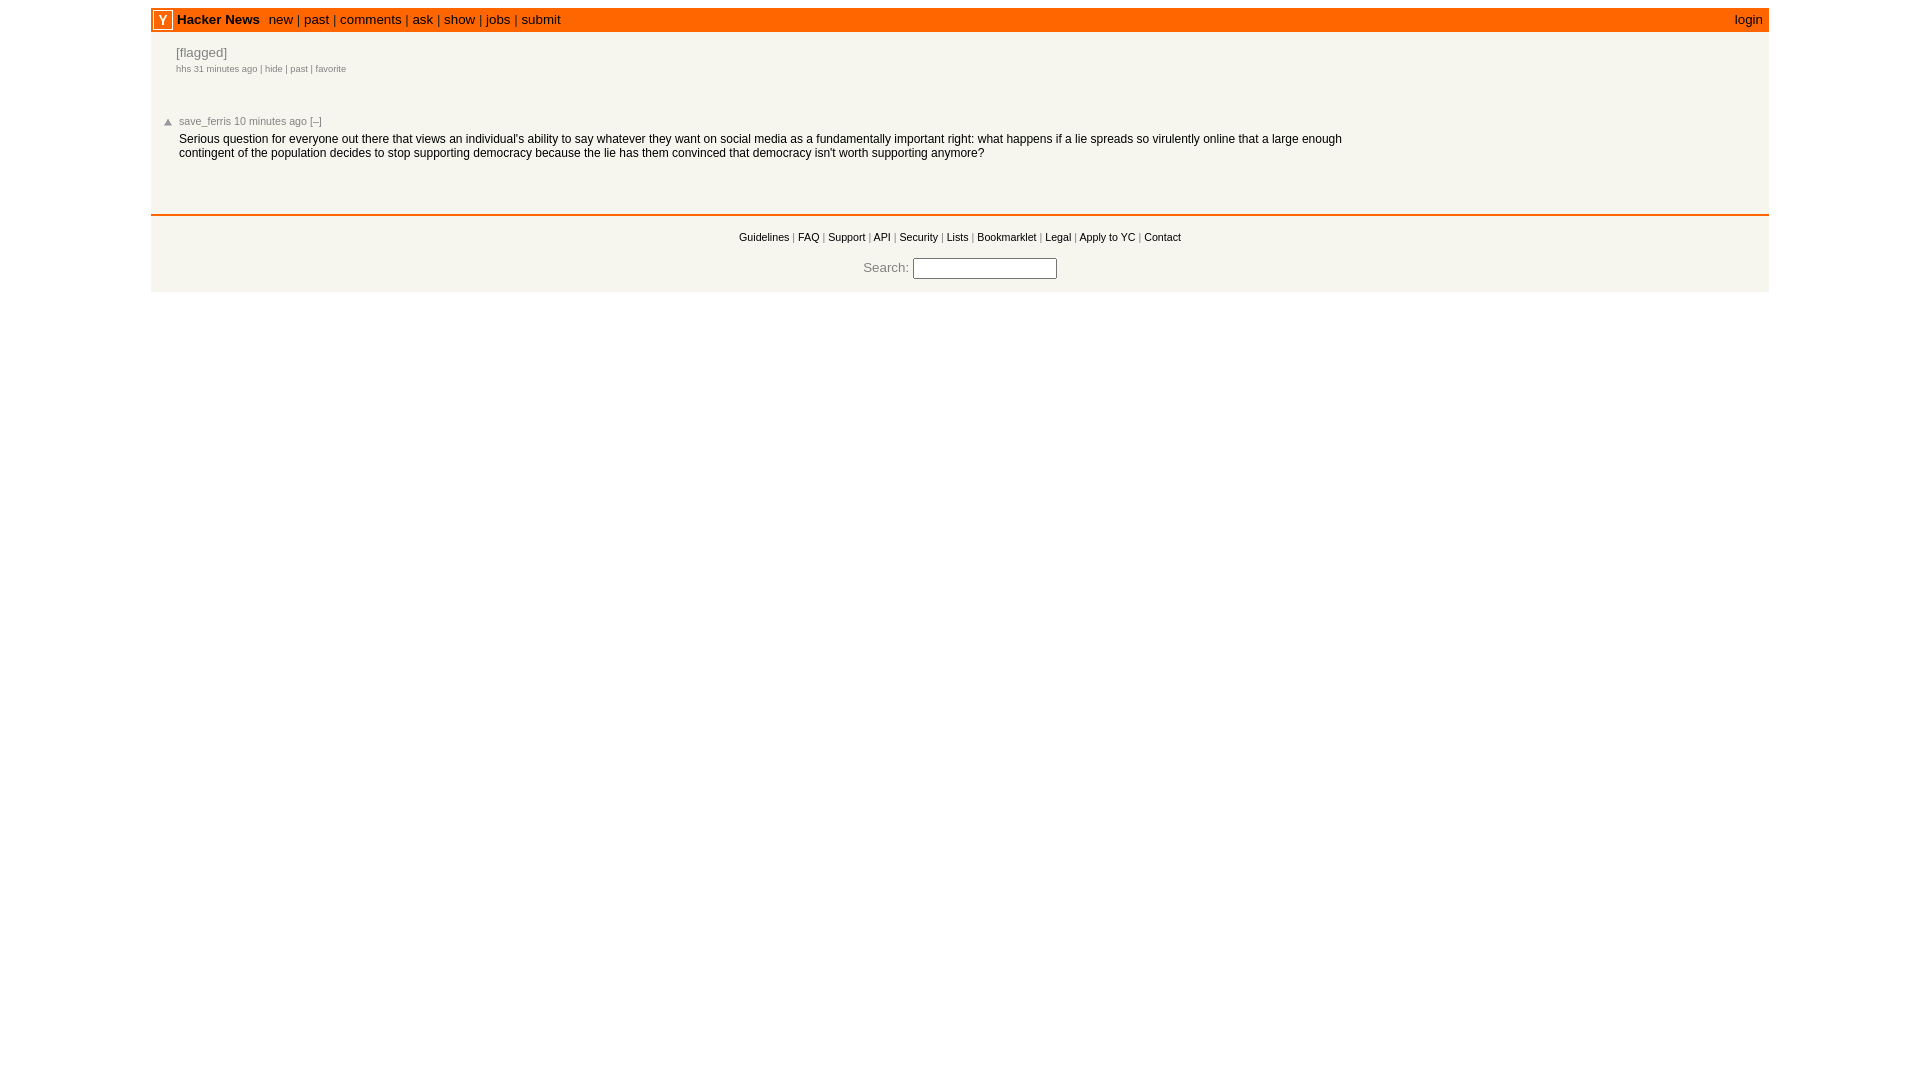 Y Hacker News new | past | comments | ask | show | jobs | submit login
[flagged]
hhs 31 minutes ago | hide | past | favorite
save_ferris 10 minutes ago [–]
Serious question for everyone out there that views an individual's ability to say whatever they want on social media as a fundamentally important right: what happens if a lie spreads so virulently online that a large enough
contingent of the population decides to stop supporting democracy because the lie has them convinced that democracy isn't worth supporting anymore?
Guidelines | FAQ | Support | API | Security | Lists | Bookmarklet | Legal | Apply to YC | Contact
Search: